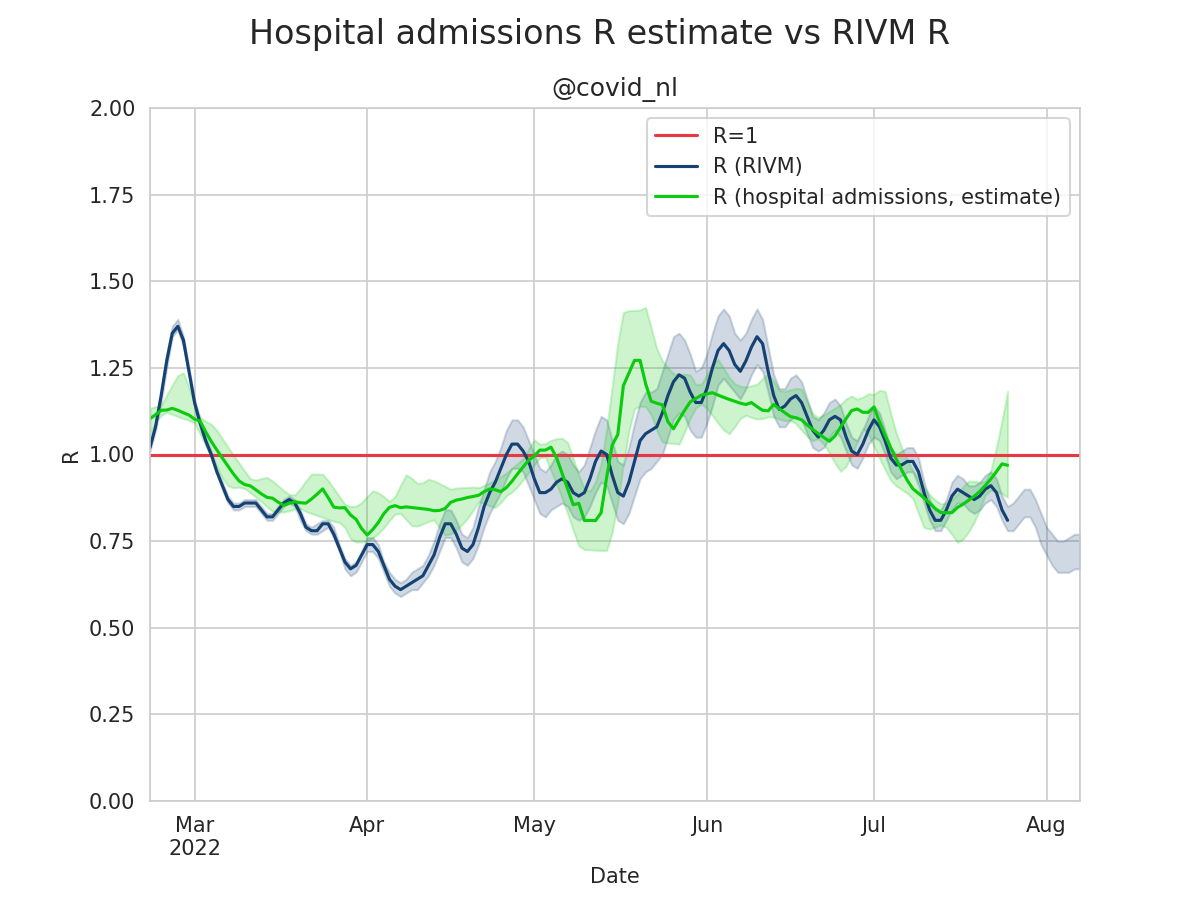 Hospital admissions R estimate vs RIVM R
@covid_nl
R=1
R (RIVM)
R (hospital admissions, estimate)
2.00
1.75
1.50
1.25
1.00
0.75
0.50
0.25
0.00
R
Mar Apr May Jun Jul Aug
2022
Date